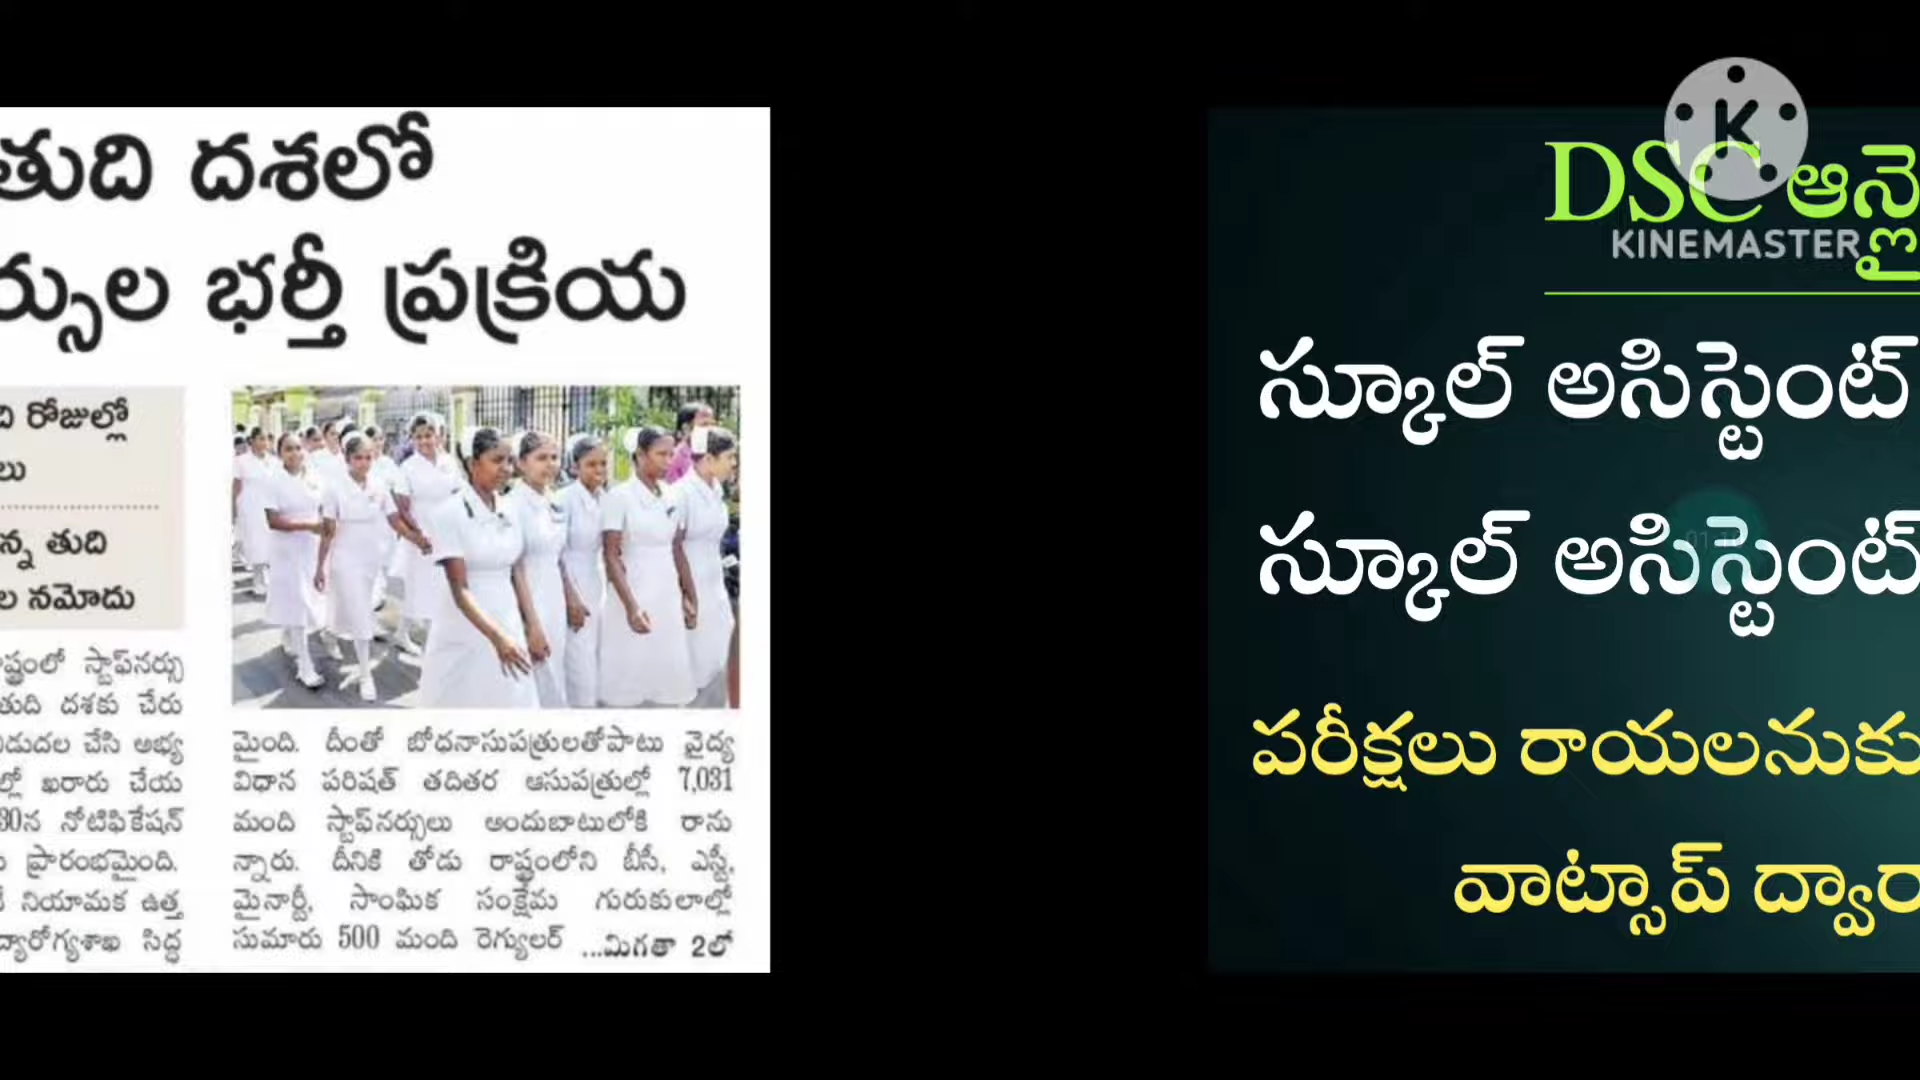 తుది దశలో
ర్సుల భర్తీ ప్రక్రియ
ది రోజుల్లో
లు
న్న తుది
ల నమోదు
ష్ట్రంలో స్టాఫ్‌నర్సు
తుది దశకు చేరు
విడుదల చేసి అభ్య
ల్లో ఖరారు చేయ
30న నోటిఫికేషన్
ప్రారంభమైంది.
నియామక ఉత్త
ద్యారోగ్యశాఖ సిద్ధ
మైంది. దీంతో బోధనాసుపత్రులతోపాటు వైద్య
విధాన పరిషత్ తదితర ఆసుపత్రుల్లో 7,031
మంది స్టాఫ్‌నర్సులు అందుబాటులోకి రాను
న్నారు. దీనికి తోడు రాష్ట్రంలోని బీసీ, ఎస్టీ,
మైనార్టీ, సాంఘిక సంక్షేమ గురుకులాల్లో
సుమారు 500 మంది రెగ్యులర్ ...మిగతా 2లో
DSC ఆన్లై
KINEMASTER
స్కూల్ అసిస్టెంట్
స్కూల్ అసిస్టెంట్
పరీక్షలు రాయలనుకు
వాట్సాప్ ద్వారా